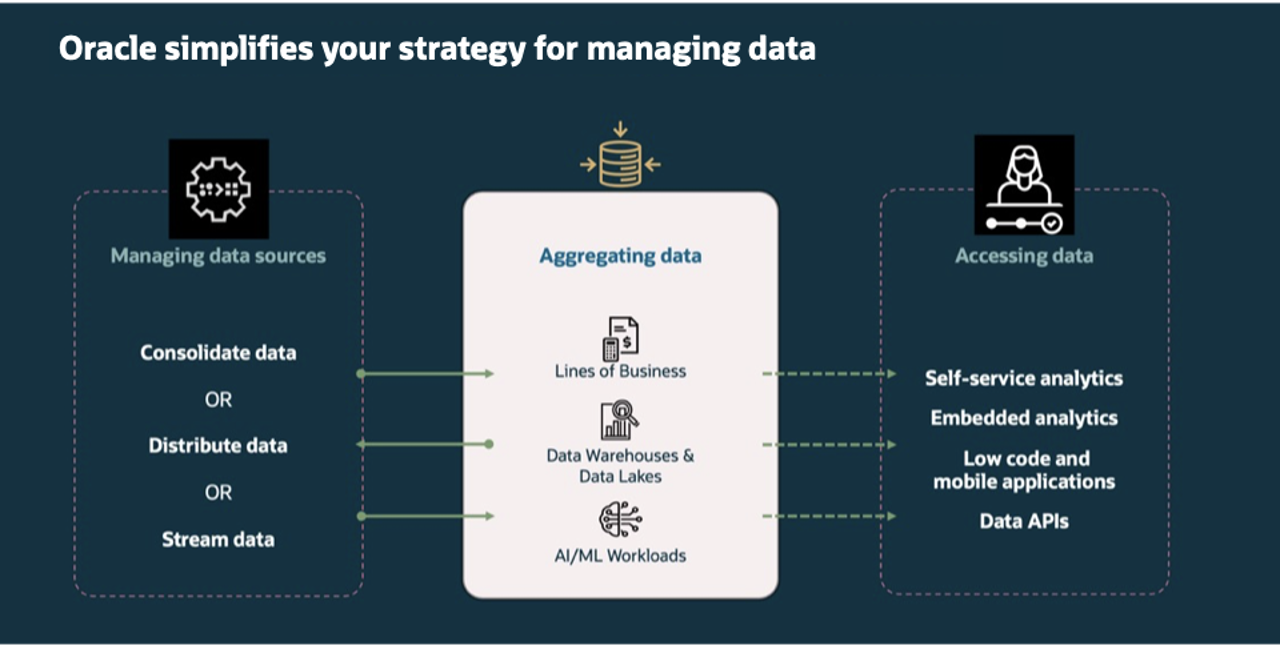 Oracle simplifies your strategy for managing data
Managing data sources
Consolidate data
OR
Distribute data
OR
Stream data
Aggregating data
Lines of Business
Data Warehouses &
Data Lakes
AI/ML Workloads
Accessing data
Self-service analytics
Embedded analytics
Low code and
mobile applications
Data APIs